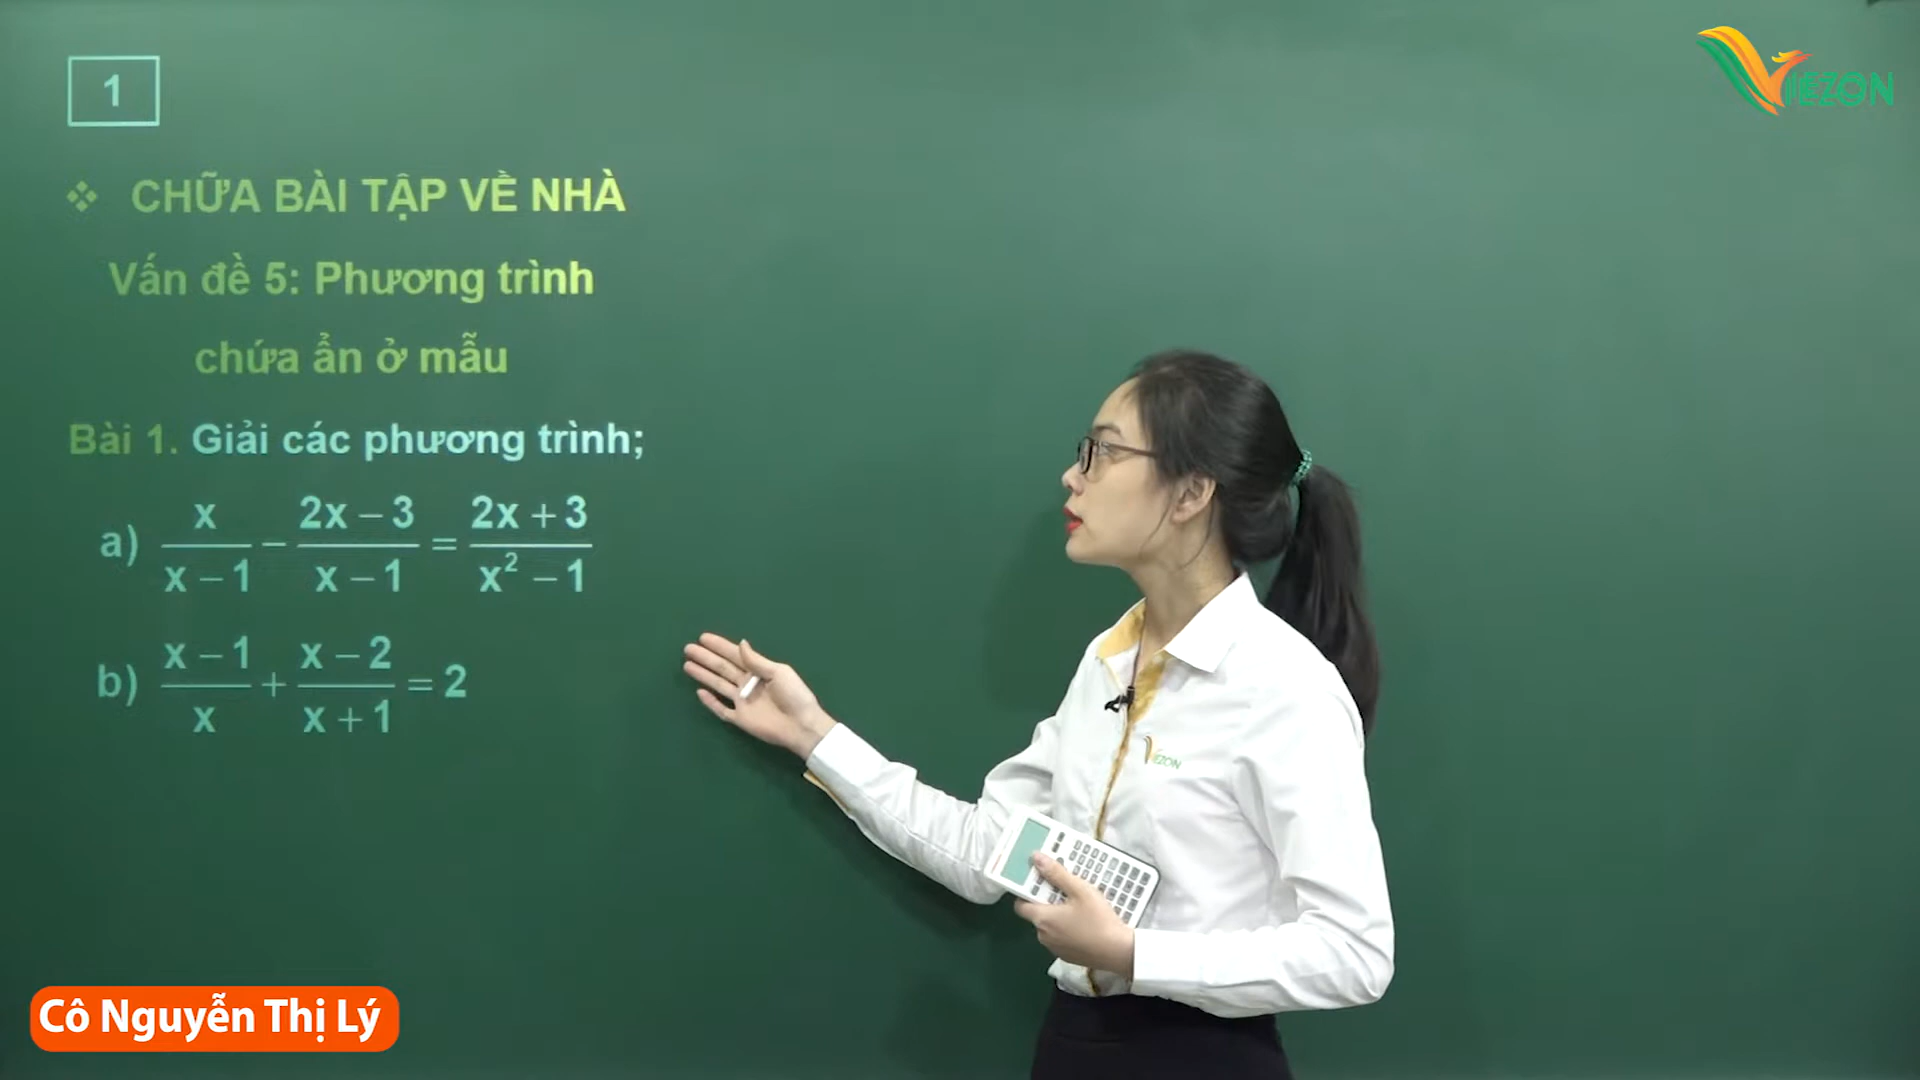 1
VIEZON
❖ CHỮA BÀI TẬP VỀ NHÀ
Vấn đề 5: Phương trình
chứa ẩn ở mẫu
Bài 1. Giải các phương trình;
a) x/(x – 1) – (2x – 3)/(x – 1) = (2x + 3)/(x² – 1)
b) (x – 1)/x + (x – 2)/(x + 1) = 2
VIEZON
Cô Nguyễn Thị Lý